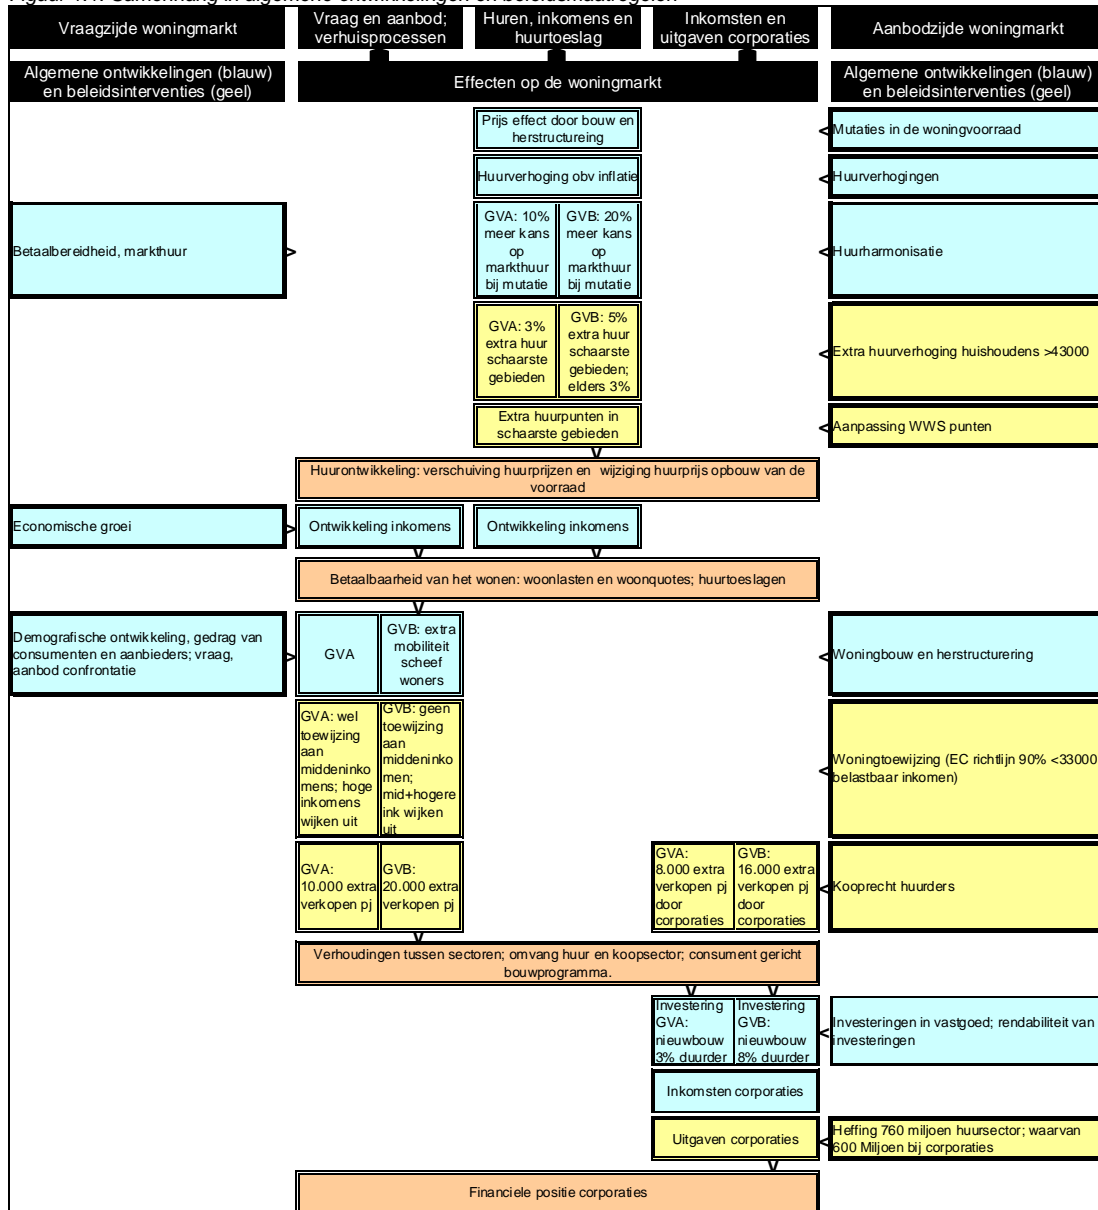 Vraagzijde woningmarkt
Vraag en aanbod;
verhuisprocessen
Huren, inkomens en
huurtoeslag
Inkomsten en
uitgaven corporaties
Aanbodzijde woningmarkt
Algemene ontwikkelingen (blauw)
en beleidsinterventies (geel)
Effecten op de woningmarkt
Algemene ontwikkelingen (blauw)
en beleidsinterventies (geel)
Prijs effect door bouw en
herstructureing
Mutaties in de woningvoorraad
Huurverhoging obv inflatie
Huurverhogingen
Betaalbereidheid, markthuur
GVA: 10%
meer kans
op
markthuur
bij mutatie
GVB: 20%
meer kans
op
markthuur
bij mutatie
Huurharmonisatie
GVA: 3%
extra huur
schaarste
gebieden
GVB: 5%
extra huur
schaarste
gebieden;
elders 3%
Extra huurverhoging huishoudens >43000
Extra huurpunten in
schaarste gebieden
Aanpassing WWS punten
Huurontwikkeling: verschuiving huurprijzen en wijziging huurprijs opbouw van de
voorraad
Economische groei
Ontwikkeling inkomens
Ontwikkeling inkomens
Betaalbaarheid van het wonen: woonlasten en woonquotes; huurtoeslagen
Demografische ontwikkeling, gedrag van
consumenten en aanbieders; vraag,
aanbod confrontatie
GVA
GVB: extra
mobiliteit
scheef
woners
Woningbouw en herstructurering
GVA: wel
toewijzing
aan
middeninko
mens; hoge
inkomens
wijken uit
GVB: geen
toewijzing
aan
middeninko
men;
mid+hogere
ink wijken
uit
Woningtoewijzing (EC richtlijn 90% <33000
belastbaar inkomen)
GVA:
10.000 extra
verkopen pj
GVB:
20.000 extra
verkopen pj
GVA:
8.000 extra
verkopen pj
door
corporaties
GVB:
16.000 extra
verkopen pj
door
corporaties
Kooprecht huurders
Verhoudingen tussen sectoren; omvang huur en koopsector; consument gericht
bouwprogramma.
Investering
GVA:
nieuwbouw
3% duurder
Investering
GVB:
nieuwbouw
8% duurder
Investeringen in vastgoed; rendabiliteit van
investeringen
Inkomsten corporaties
Uitgaven corporaties
Heffing 760 miljoen huursector; waarvan
600 Miljoen bij corporaties
Financiele positie corporaties